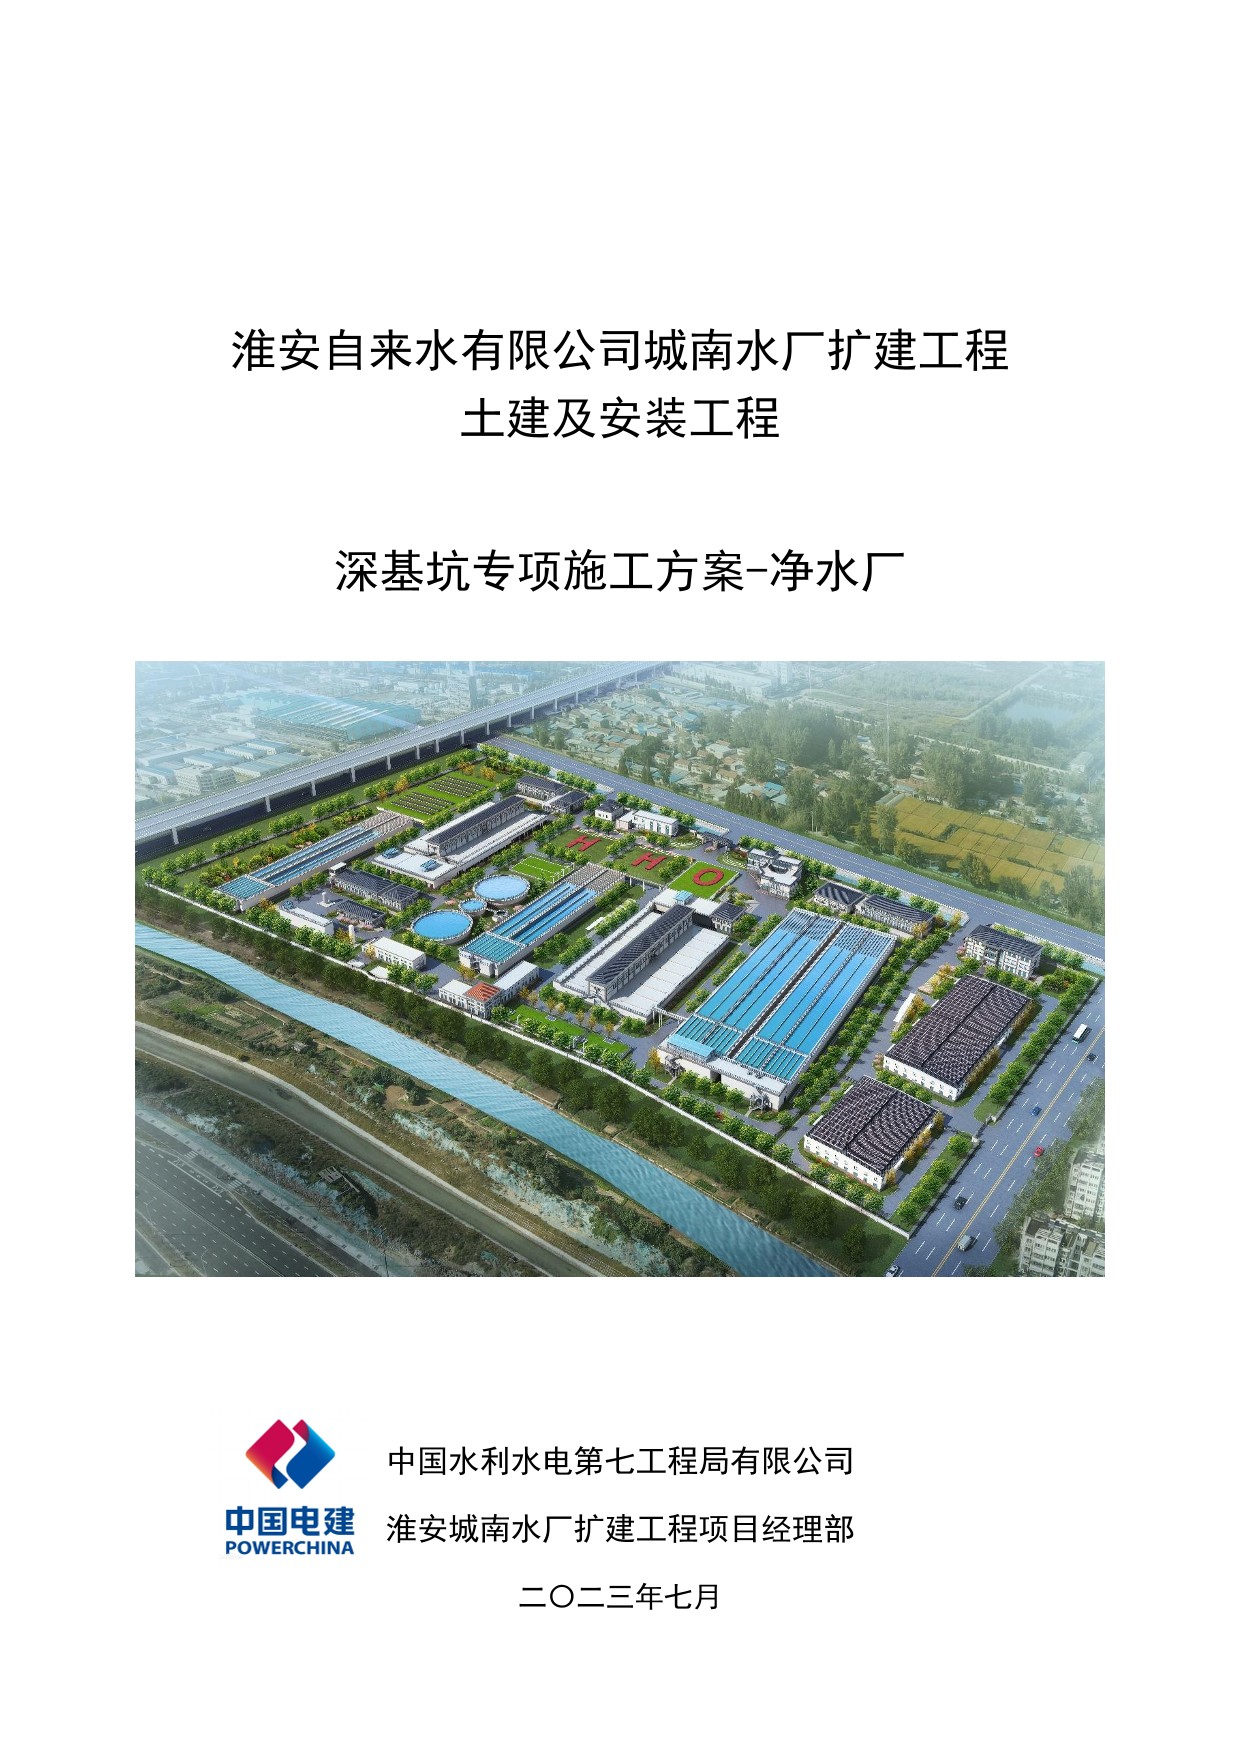 淮安自来水有限公司城南水厂扩建工程
土建及安装工程
深基坑专项施工方案-净水厂
H H O
中国电建
POWERCHINA
中国水利水电第七工程局有限公司
淮安城南水厂扩建工程项目经理部
二〇二三年七月